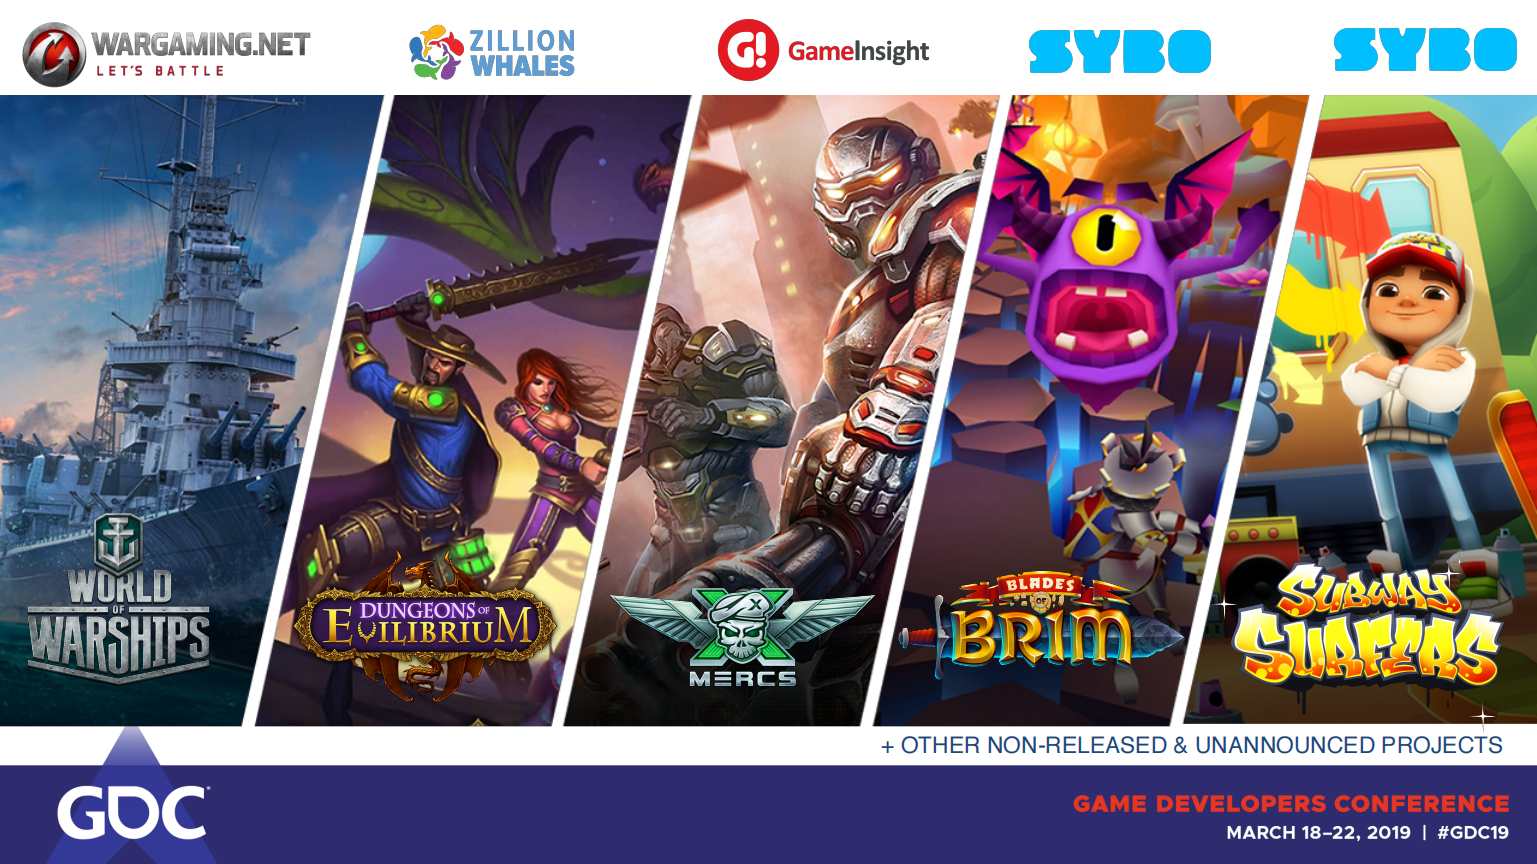 WARGAMING.NET
LET'S BATTLE
ZILLION
WHALES
G!
GameInsight
SYBO
SYBO
WORLD
OF
WARSHIPS
DUNGEONS OF
EVILIBRIUM
X
MERCS
BLADES
OF
BRIM
SUBWAY
SURFERS
+ OTHER NON-RELEASED & UNANNOUNCED PROJECTS
GDC
GAME DEVELOPERS CONFERENCE
MARCH 18–22, 2019 | #GDC19